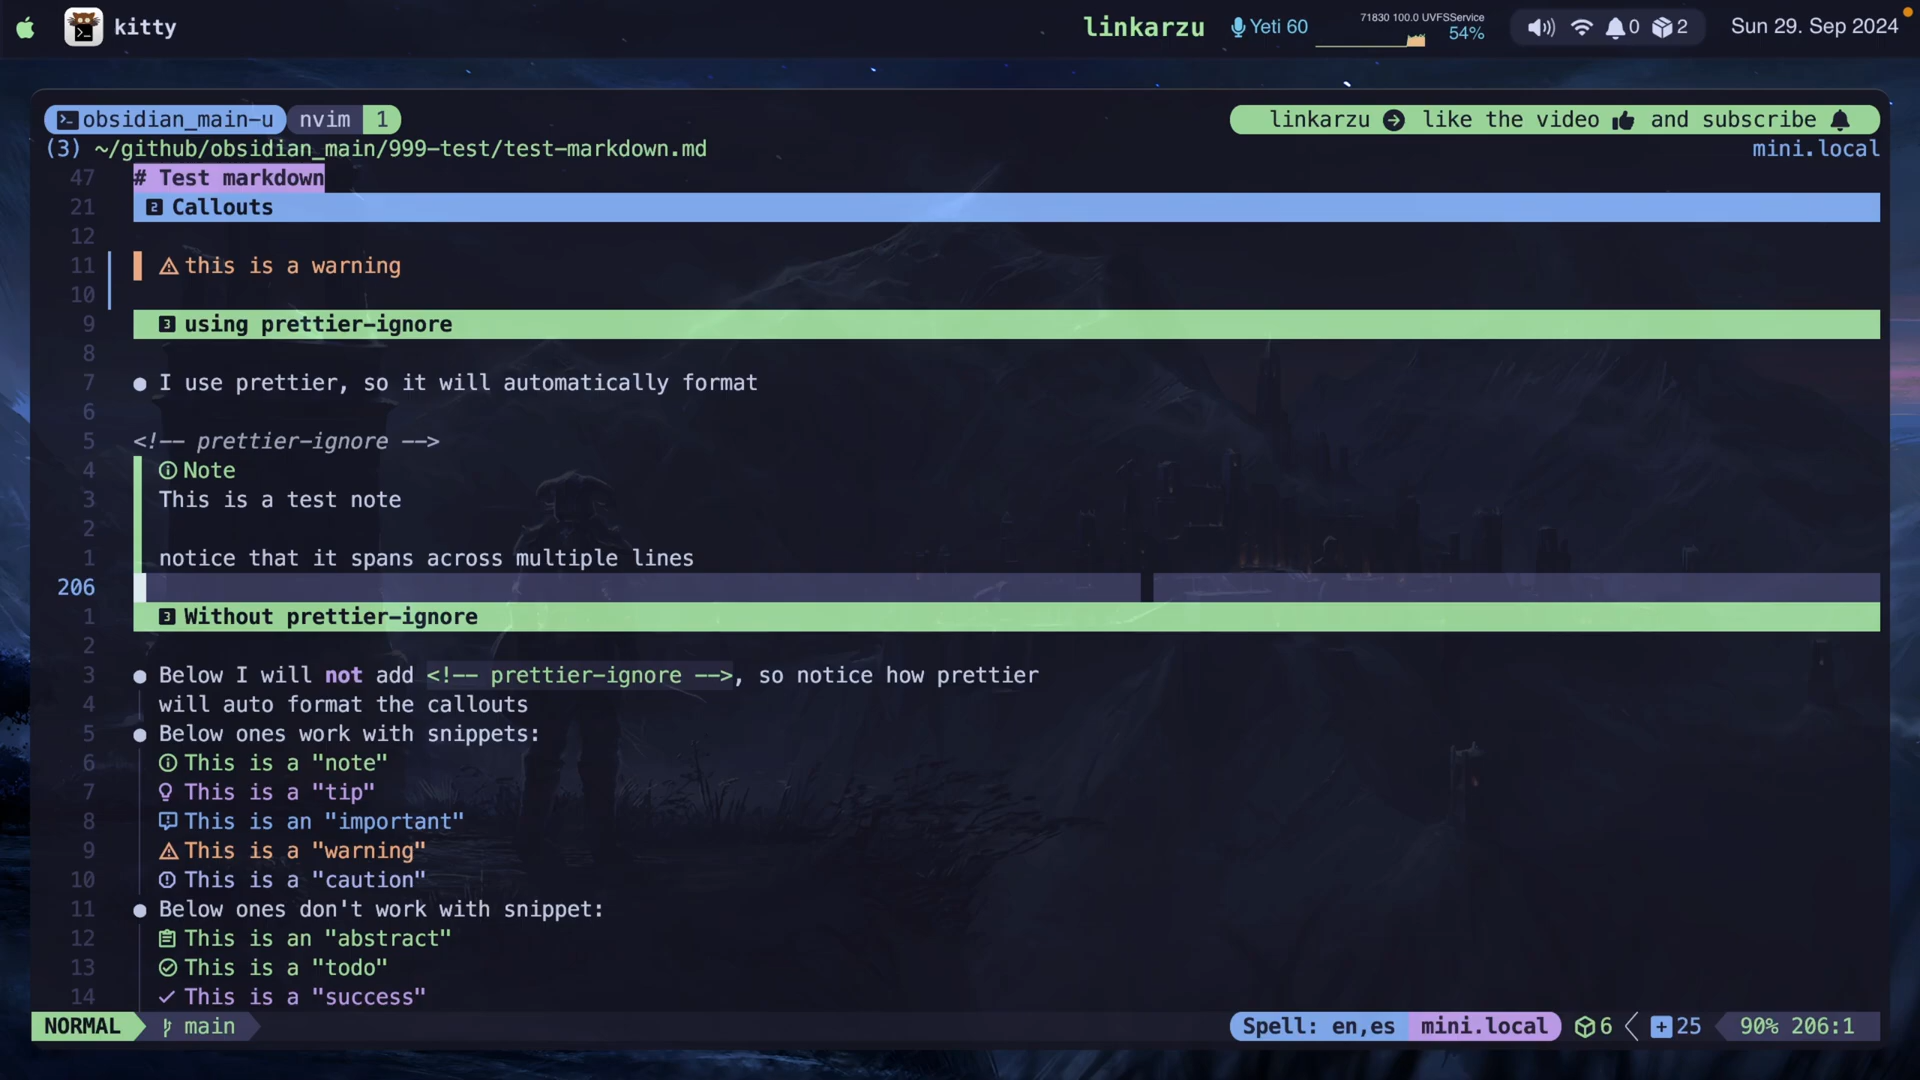 kitty
linkarzu
Yeti 60
71830 100.0 UVFSService
54%
0
2
Sun 29. Sep 2024
obsidian_main-u nvim 1
linkarzu like the video and subscribe
(3) ~/github/obsidian_main/999-test/test-markdown.md
mini.local
47 # Test markdown
21 2 Callouts
12
11 this is a warning
10
9 3 using prettier-ignore
8
7 ● I use prettier, so it will automatically format
6
5 <!-- prettier-ignore -->
4 Note
3 This is a test note
2
1 notice that it spans across multiple lines
206
1 3 Without prettier-ignore
2
3 ● Below I will not add <!-- prettier-ignore -->, so notice how prettier
4 will auto format the callouts
5 ● Below ones work with snippets:
6 This is a "note"
7 This is a "tip"
8 This is an "important"
9 This is a "warning"
10 This is a "caution"
11 ● Below ones don't work with snippet:
12 This is an "abstract"
13 This is a "todo"
14 This is a "success"
NORMAL main
Spell: en,es mini.local 6 25 90% 206:1